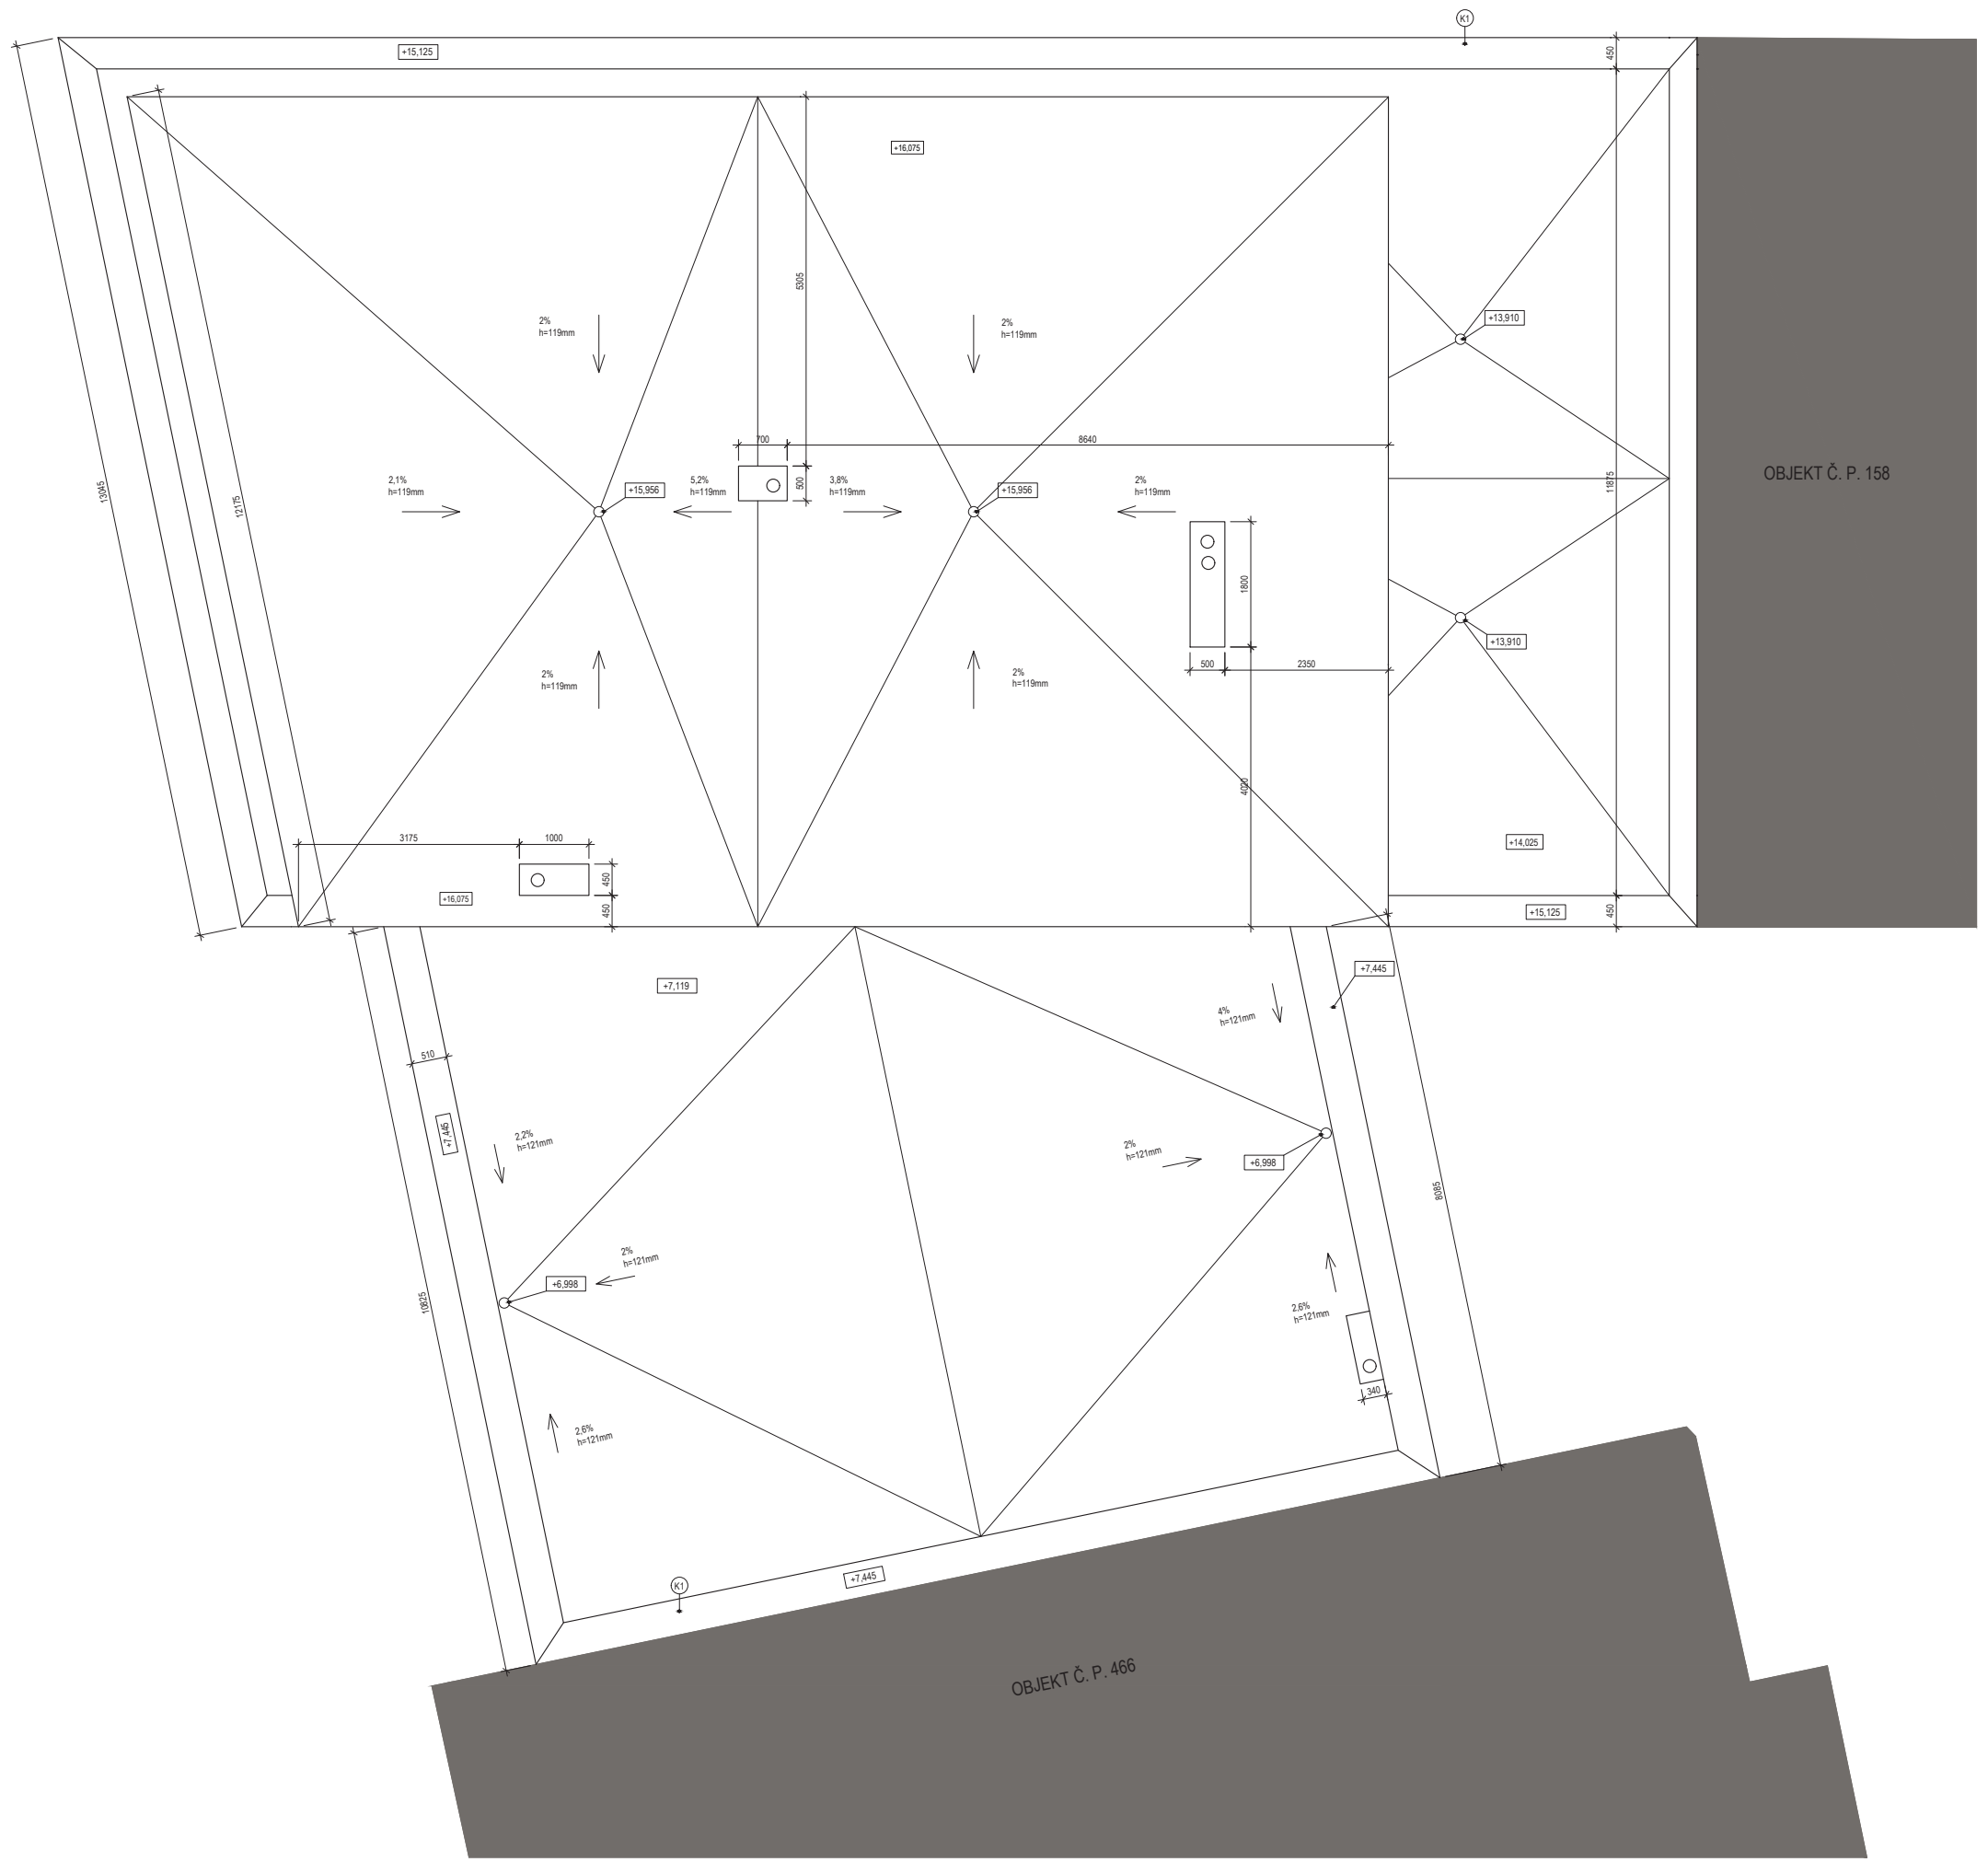 K1
+15,125
450
+16,075
5305
2%
h=119mm
2%
h=119mm
+13,910
700
8640
13045
12175
2,1%
h=119mm
+15,956
5,2%
h=119mm
500
3,8%
h=119mm
+15,956
2%
h=119mm
11875
OBJEKT Č. P. 158
1800
+13,910
2%
h=119mm
2%
h=119mm
500
2350
4020
3175
1000
450
+14,025
+16,075
450
450
+15,125
+7,119
+7,445
4%
h=121mm
510
+7,445
2,2%
h=121mm
2%
h=121mm
+6,998
8085
2%
h=121mm
+6,998
10825
2,6%
h=121mm
340
2,6%
h=121mm
K1
+7,445
OBJEKT Č. P. 466